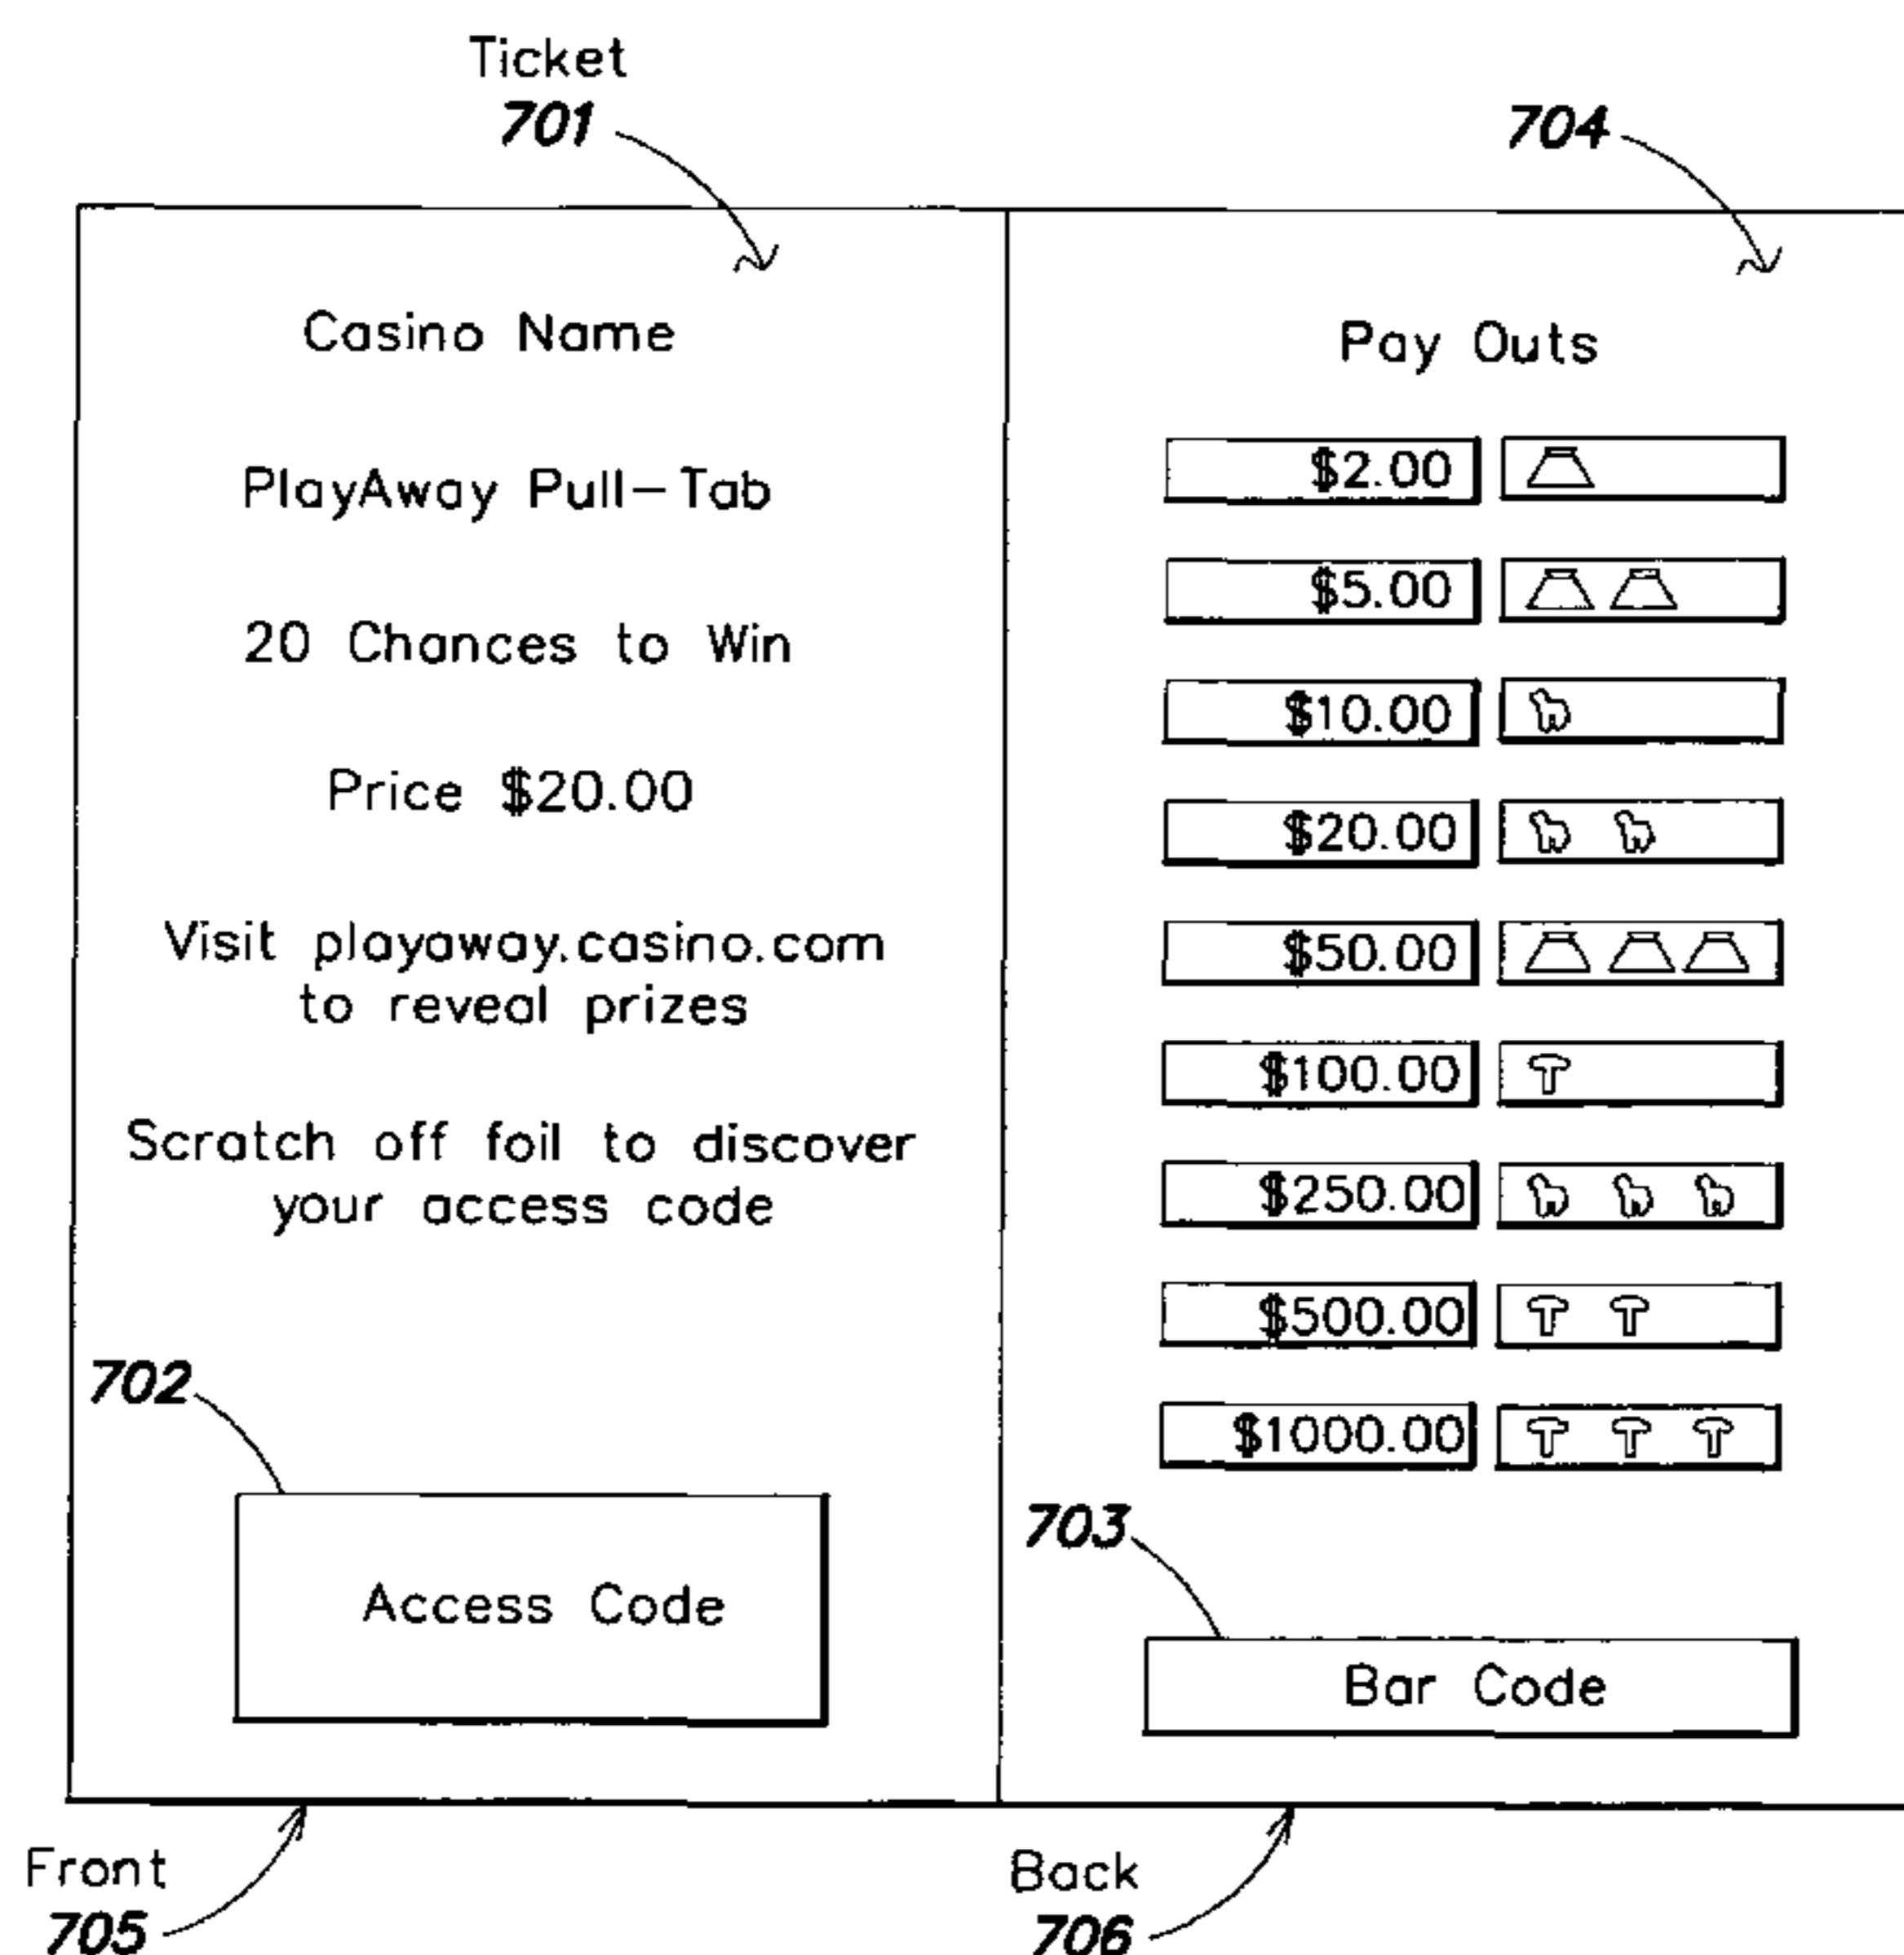 Ticket
701
704
Casino Name
PlayAway Pull-Tab
20 Chances to Win
Price $20.00
Visit playaway.casino.com
to reveal prizes
Scratch off foil to discover
your access code
702
Access Code
Pay Outs
$2.00
$5.00
$10.00
$20.00
$50.00
$100.00
$250.00
$500.00
$1000.00
703
Bar Code
Front
705
Back
706